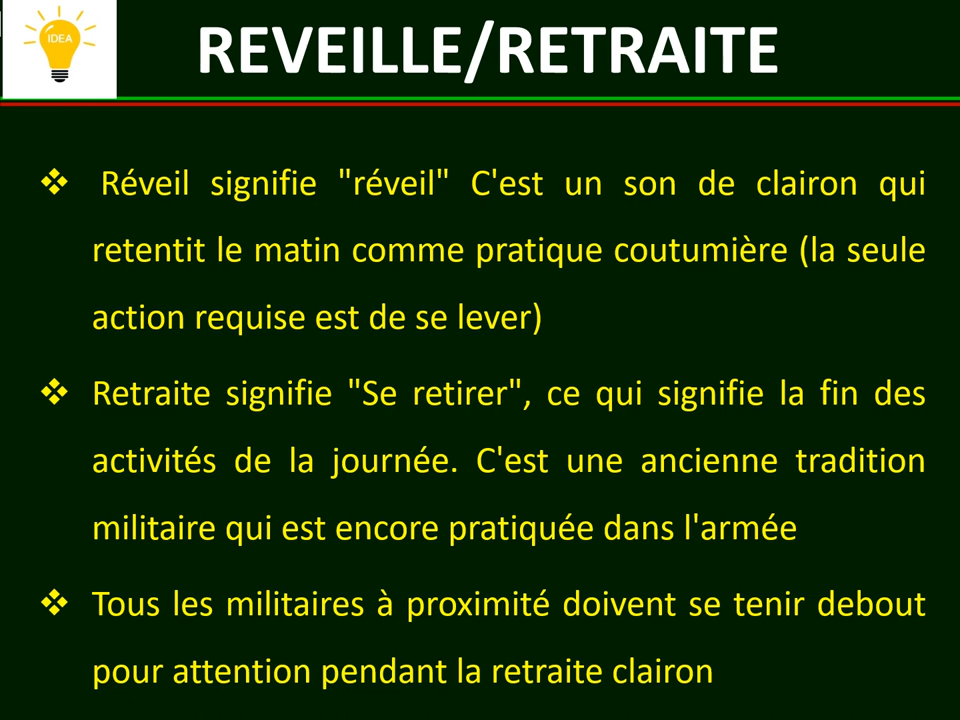 IDEA
REVEILLE/RETRAITE
❖ Réveil signifie "réveil" C'est un son de clairon qui
retentit le matin comme pratique coutumière (la seule
action requise est de se lever)
❖ Retraite signifie "Se retirer", ce qui signifie la fin des
activités de la journée. C'est une ancienne tradition
militaire qui est encore pratiquée dans l'armée
❖ Tous les militaires à proximité doivent se tenir debout
pour attention pendant la retraite clairon